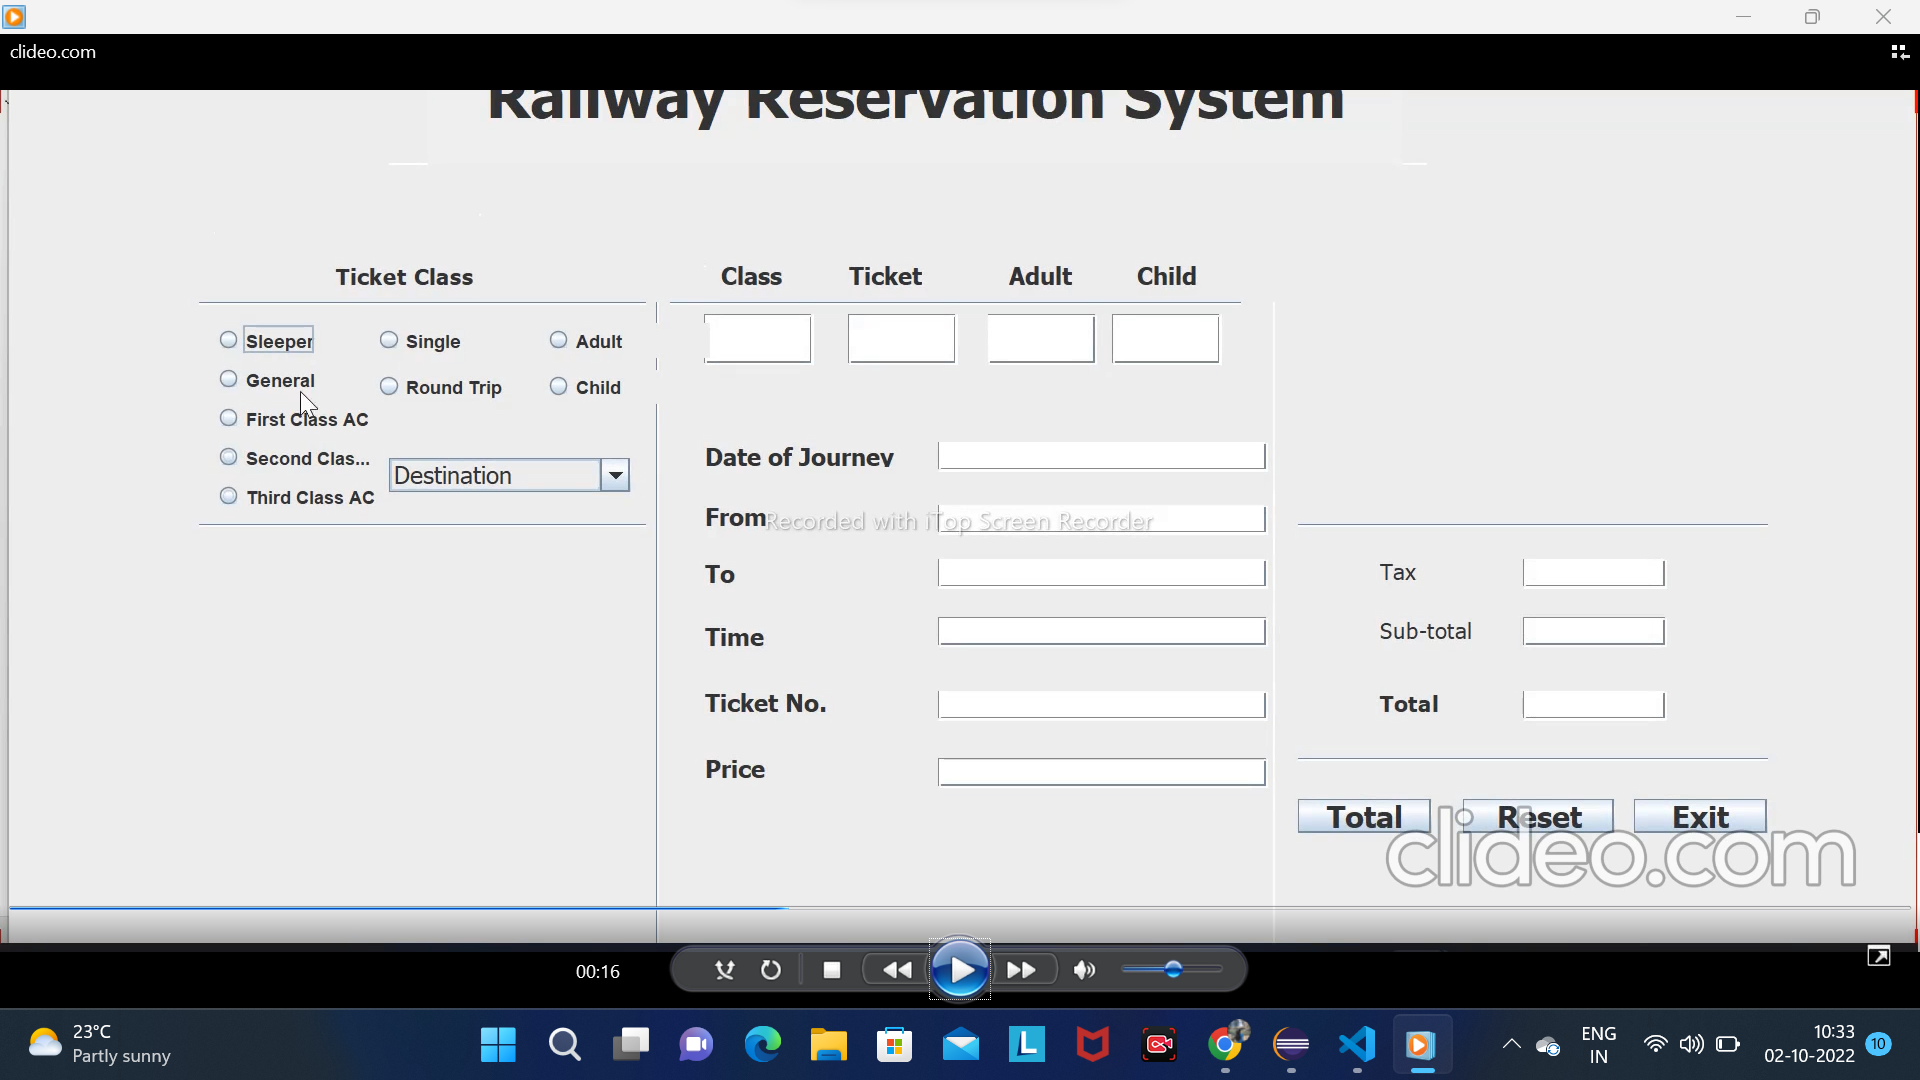 clideo.com
Railway Reservation System
Ticket Class
Class Ticket Adult Child
Sleeper Single Adult
General Round Trip Child
First Class AC
Second Clas...
Destination
Third Class AC
Date of Journey
From
Recorded with iTop Screen Recorder
To
Time
Ticket No.
Price
Tax
Sub-total
Total
Total Reset Exit
clideo.com
00:16
23°C
Partly sunny
L
ENG
IN
10:33
02-10-2022
10